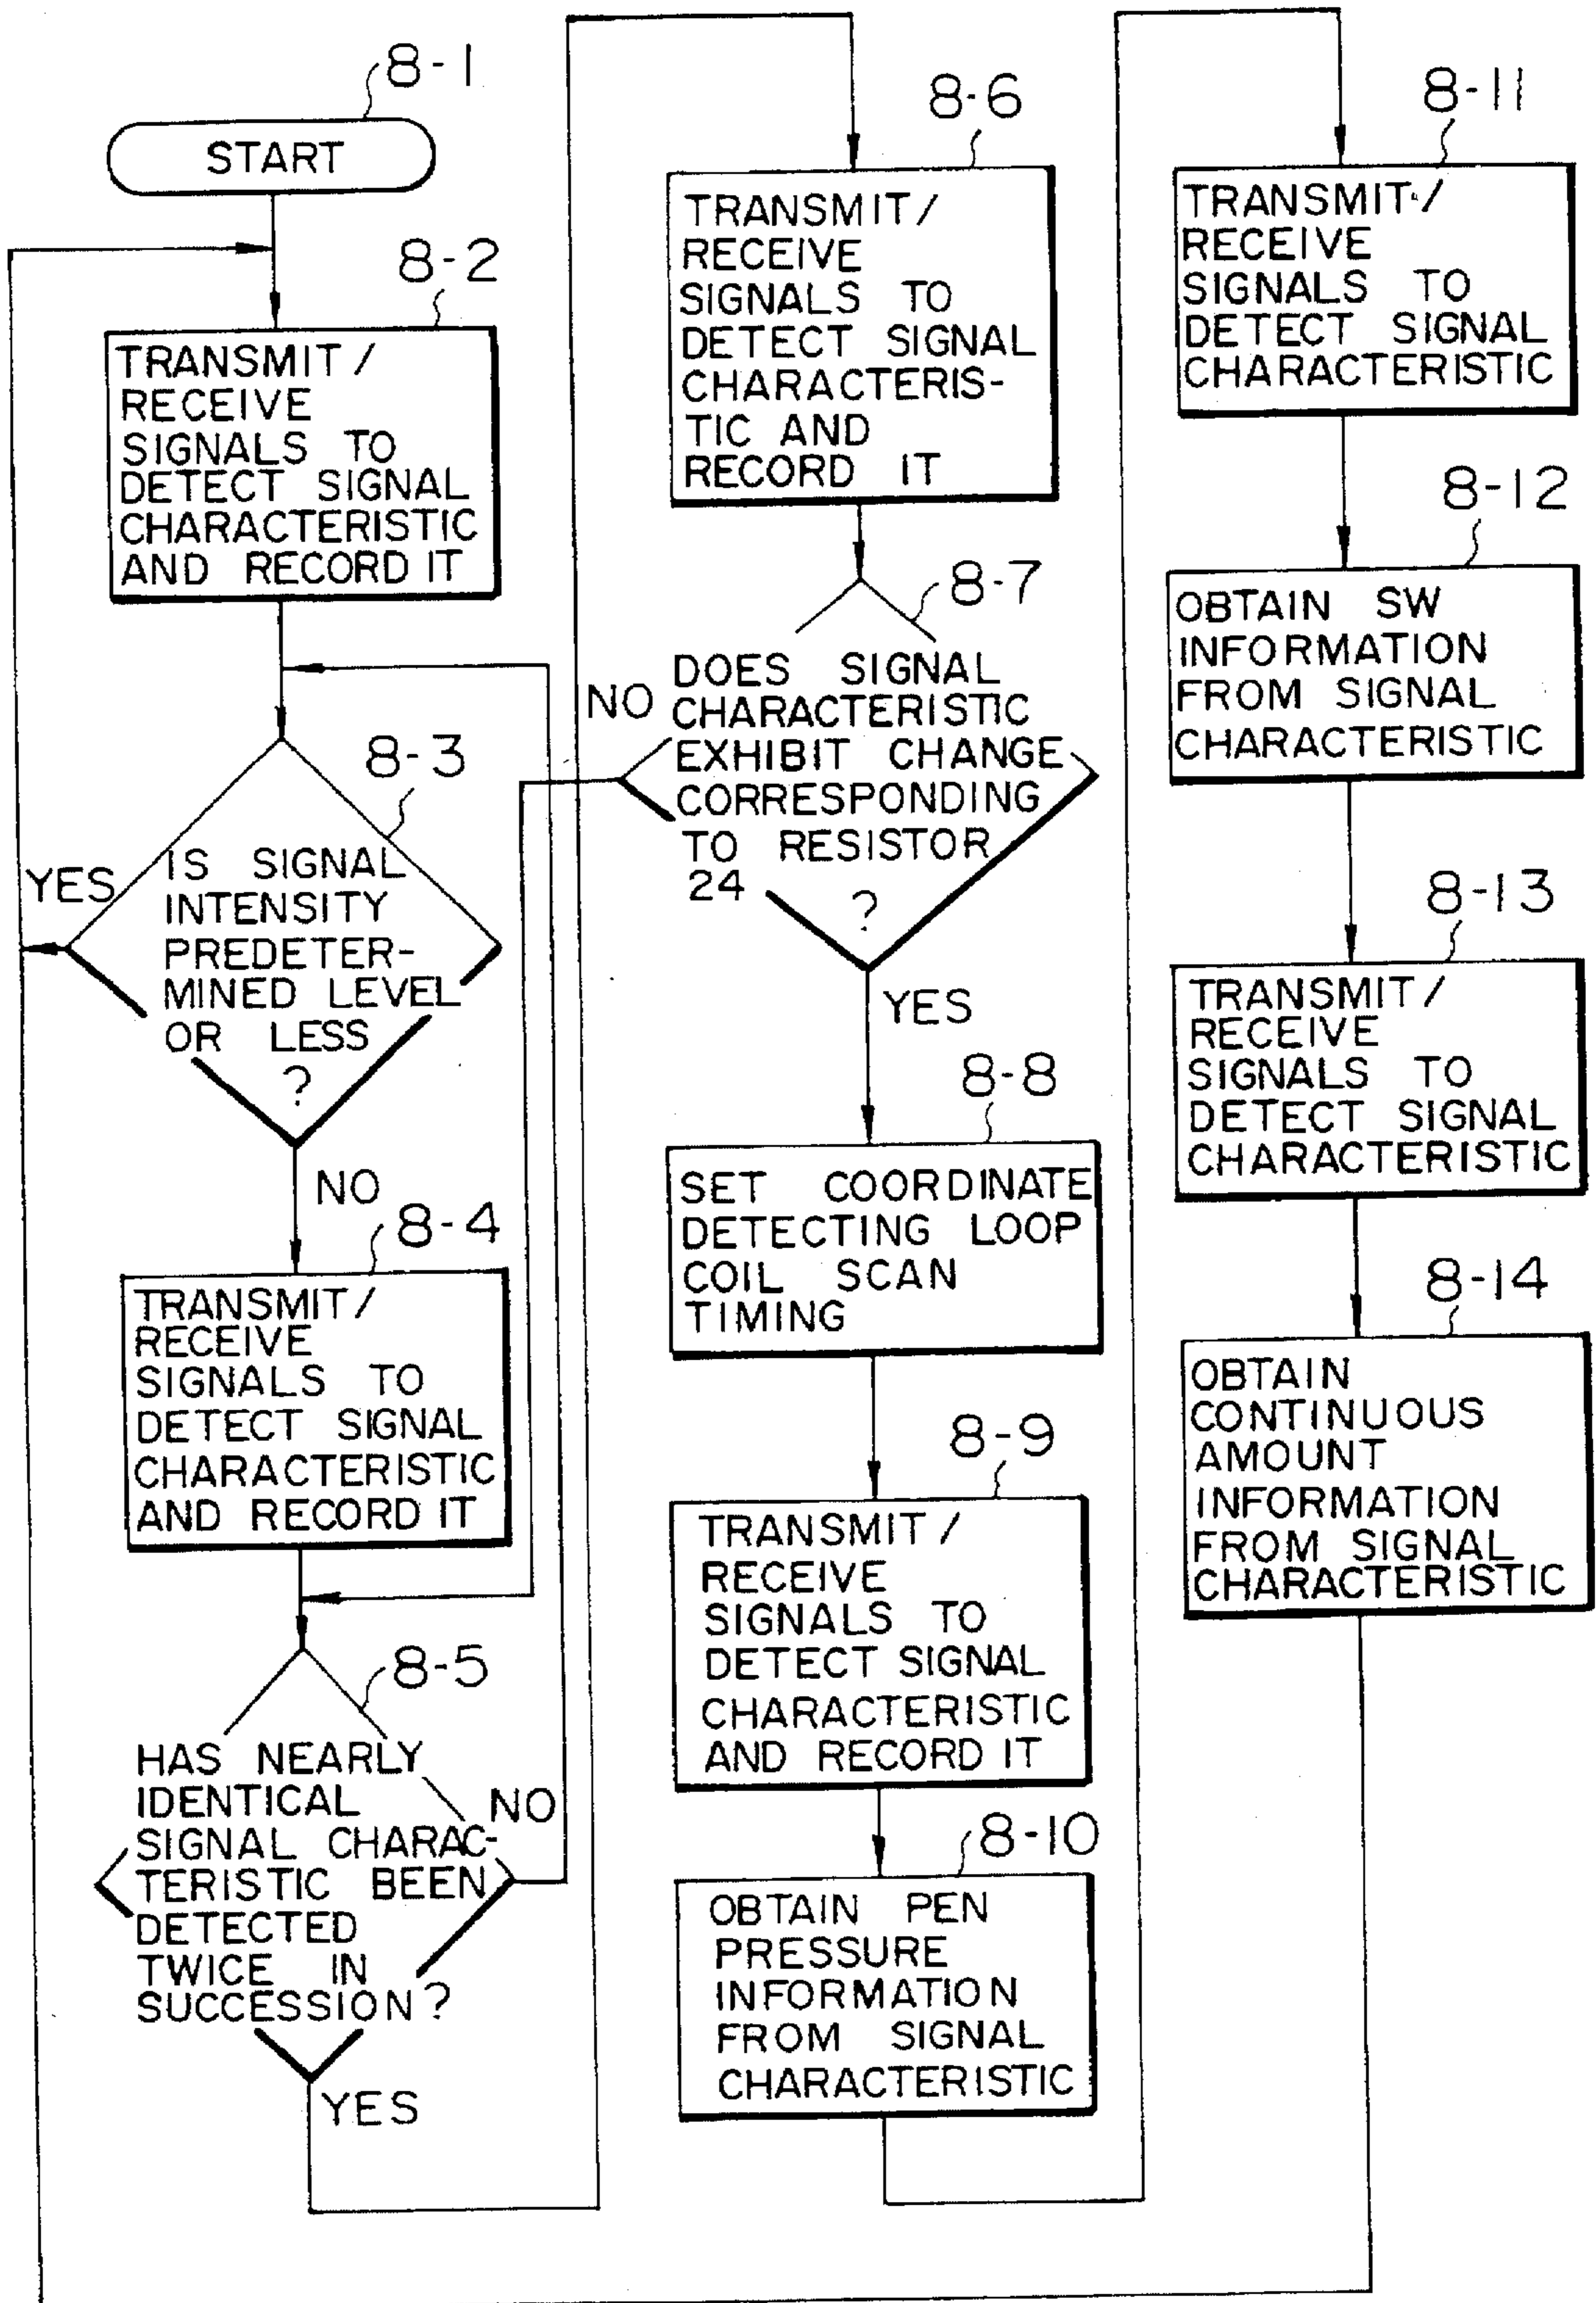 8-1
START
8-2
TRANSMIT/
RECEIVE
SIGNALS TO
DETECT SIGNAL
CHARACTERISTIC
AND RECORD IT
8-3
YES
IS SIGNAL
INTENSITY
PREDETER-
MINED LEVEL
OR LESS
?
NO
8-4
TRANSMIT/
RECEIVE
SIGNALS TO
DETECT SIGNAL
CHARACTERISTIC
AND RECORD IT
8-5
HAS NEARLY
IDENTICAL
NO
SIGNAL CHARAC-
TERISTIC BEEN
DETECTED
TWICE IN
SUCCESSION?
YES
8-6
TRANSMIT/
RECEIVE
SIGNALS TO
DETECT SIGNAL
CHARACTERIS-
TIC AND
RECORD IT
8-7
DOES SIGNAL
NO
CHARACTERISTIC
EXHIBIT CHANGE
CORRESPONDING
TO RESISTOR
24
?
YES
8-8
SET COORDINATE
DETECTING LOOP
COIL SCAN
TIMING
8-9
TRANSMIT/
RECEIVE
SIGNALS TO
DETECT SIGNAL
CHARACTERISTIC
AND RECORD IT
8-10
OBTAIN PEN
PRESSURE
INFORMATION
FROM SIGNAL
CHARACTERISTIC
8-11
TRANSMIT/
RECEIVE
SIGNALS TO
DETECT SIGNAL
CHARACTERISTIC
8-12
OBTAIN SW
INFORMATION
FROM SIGNAL
CHARACTERISTIC
8-13
TRANSMIT/
RECEIVE
SIGNALS TO
DETECT SIGNAL
CHARACTERISTIC
8-14
OBTAIN
CONTINUOUS
AMOUNT
INFORMATION
FROM SIGNAL
CHARACTERISTIC